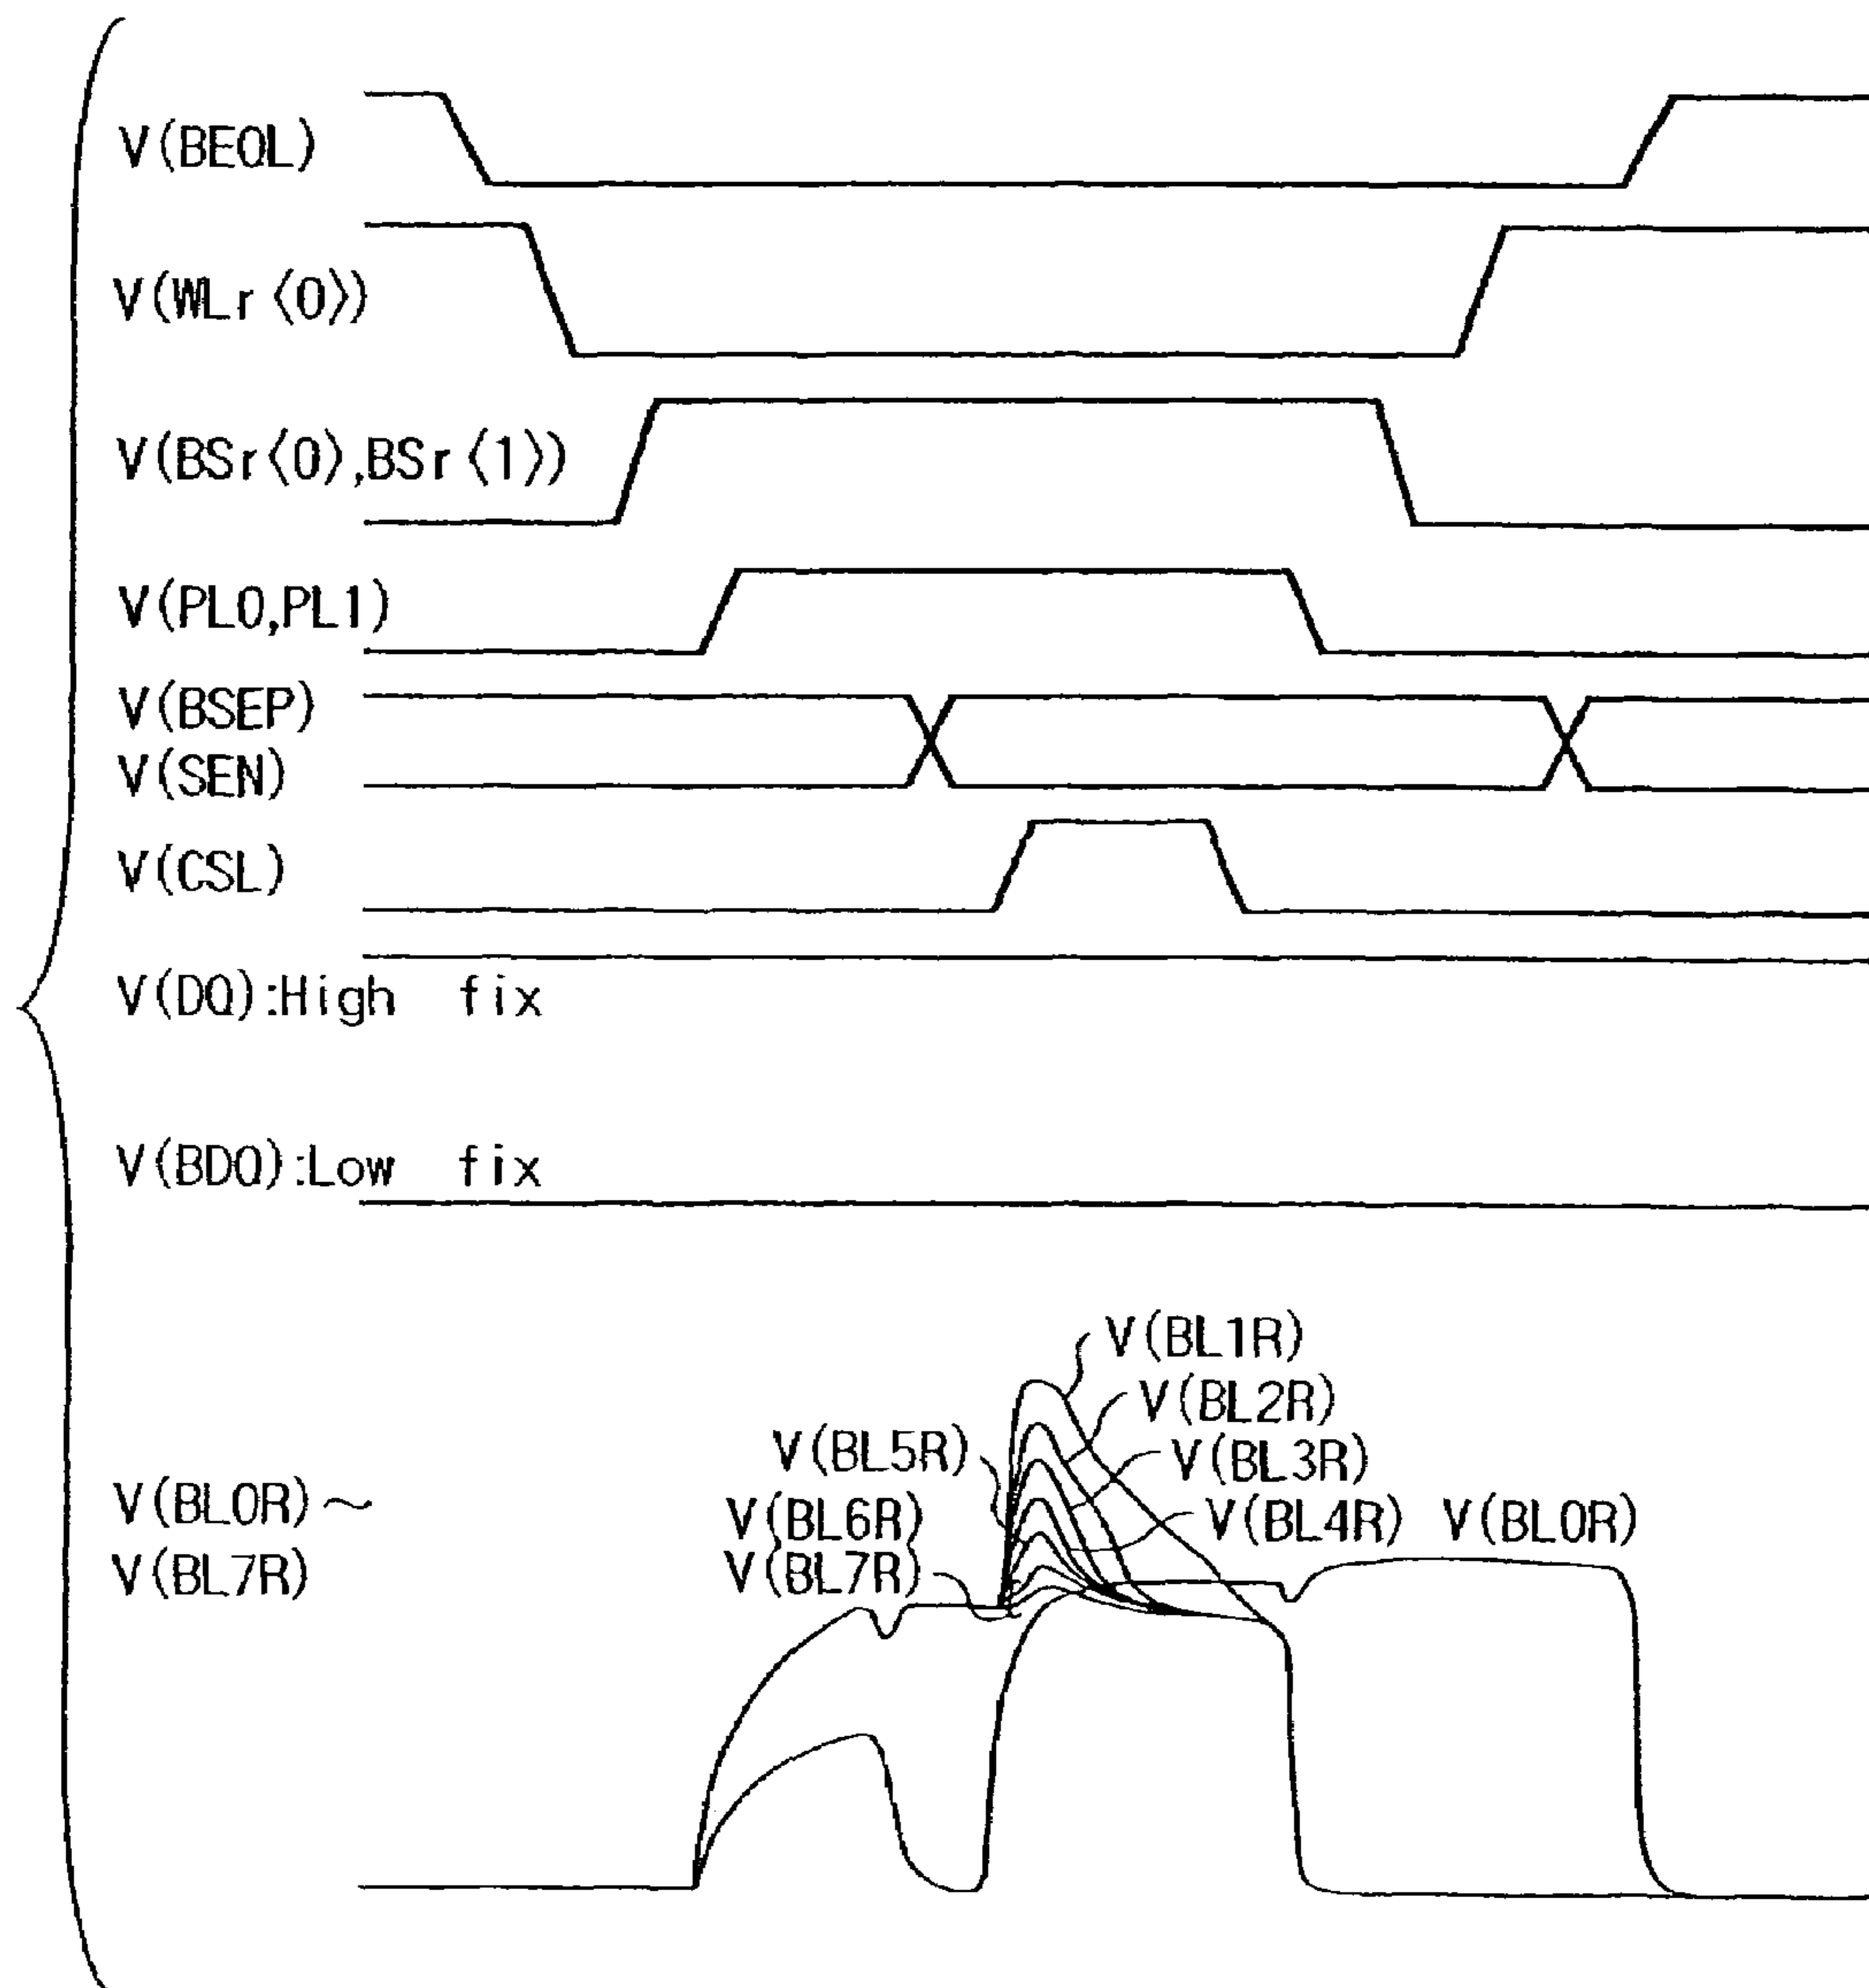 V(BEQL)
V(WLr⟨0⟩)
V(BSr⟨0⟩,BSr⟨1⟩)
V(PL0,PL1)
V(BSEP)
V(SEN)
V(CSL)
V(DQ):High fix
V(BDQ):Low fix
V(BL1R)
V(BL2R)
V(BL5R)
V(BL3R)
V(BL0R)~
V(BL6R)
V(BL4R) V(BL0R)
V(BL7R)
V(BL7R)